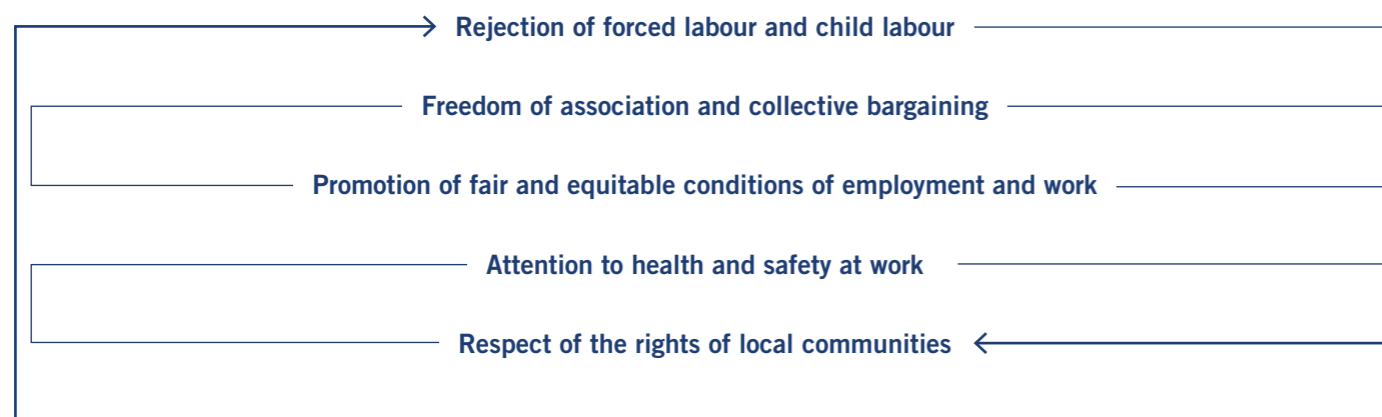 Rejection of forced labour and child labour
Freedom of association and collective bargaining
Promotion of fair and equitable conditions of employment and work
Attention to health and safety at work
Respect of the rights of local communities